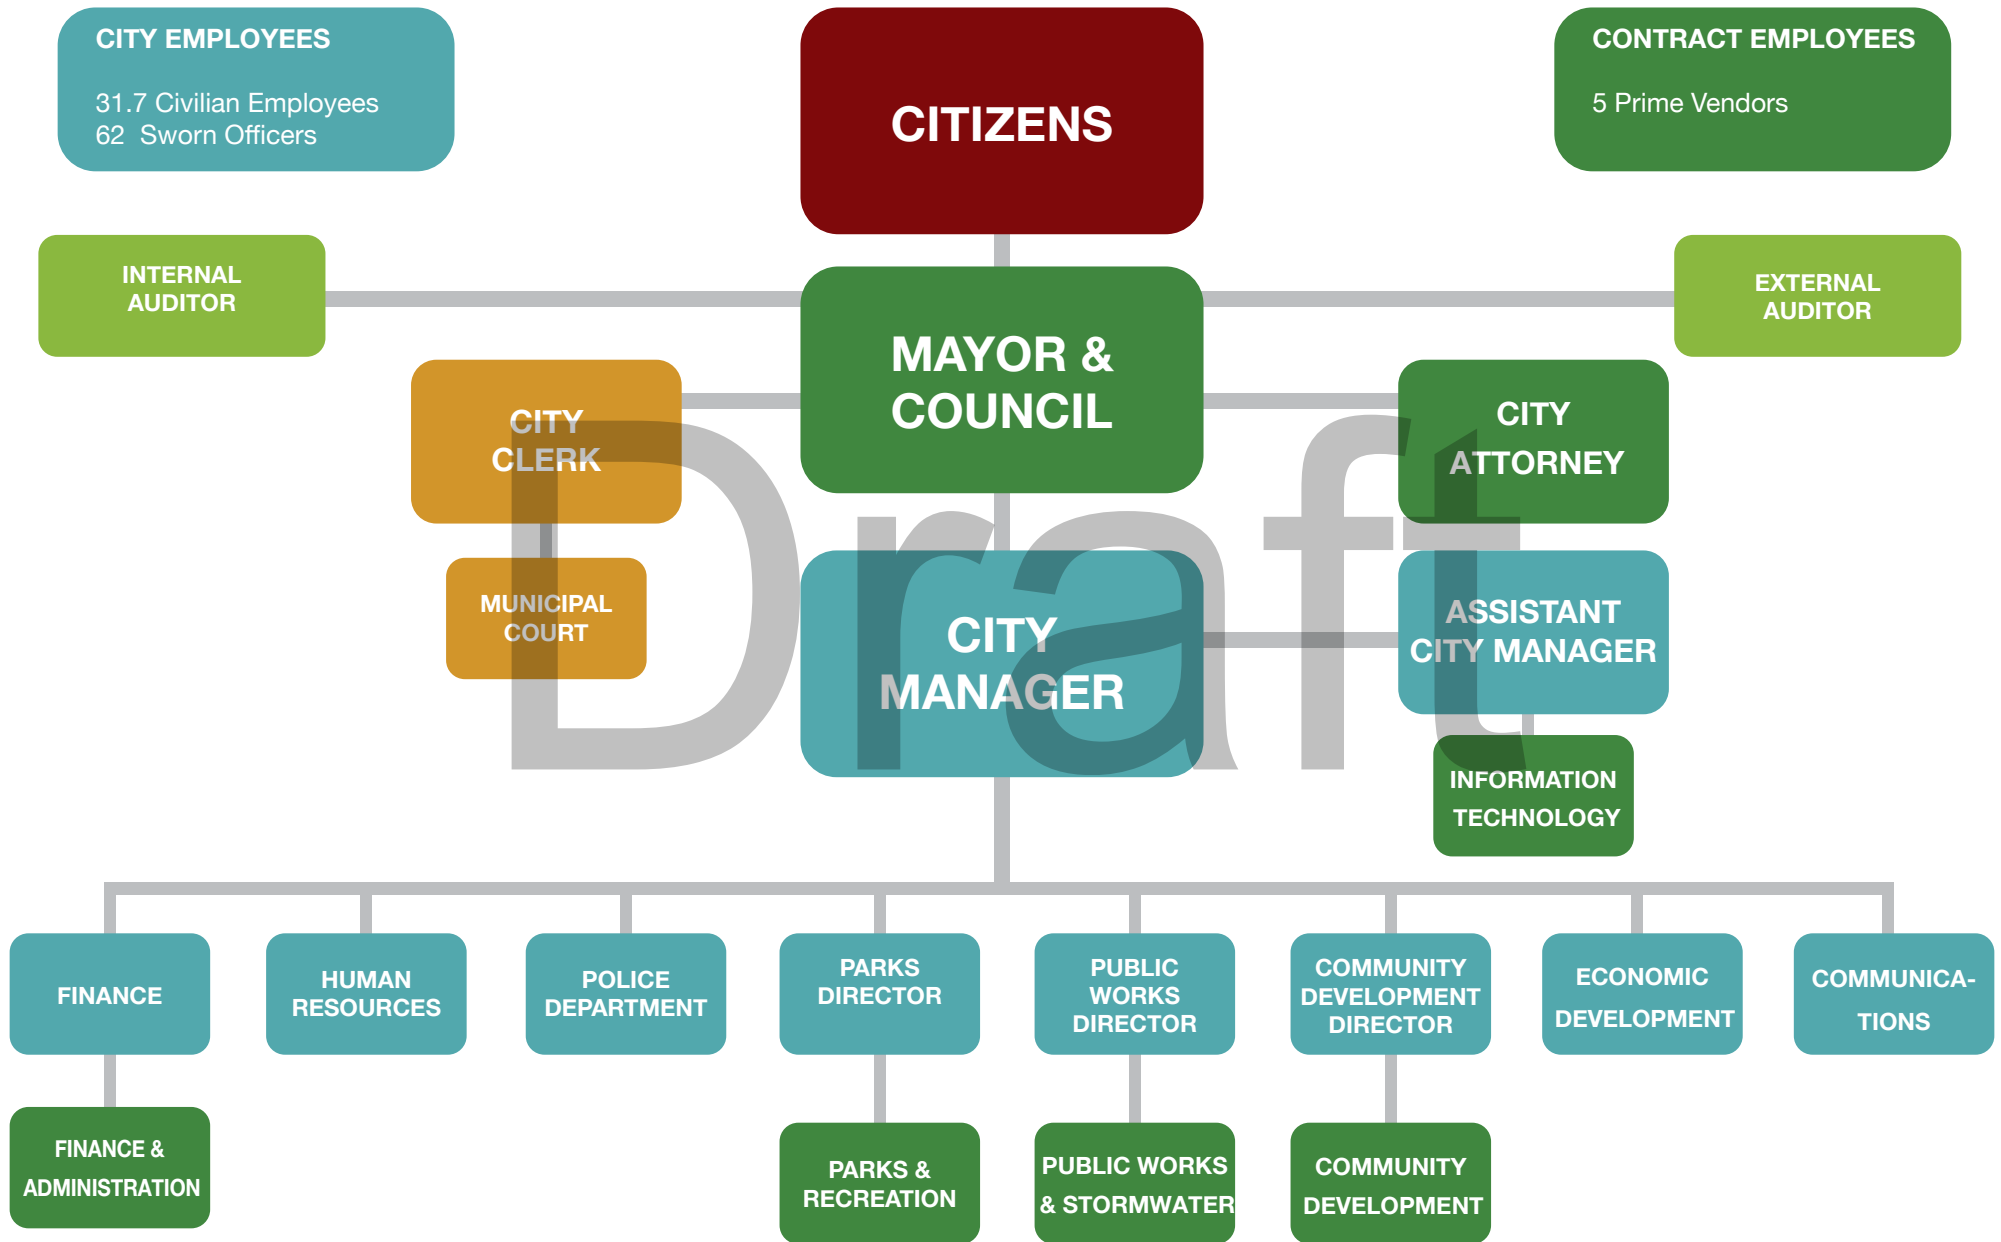 CITY EMPLOYEES
31.7 Civilian Employees
62 Sworn Officers
CITIZENS
CONTRACT EMPLOYEES
5 Prime Vendors
INTERNAL
AUDITOR
EXTERNAL
AUDITOR
MAYOR &
COUNCIL
CITY
CLERK
CITY
ATTORNEY
MUNICIPAL
COURT
CITY
MANAGER
ASSISTANT
CITY MANAGER
INFORMATION
TECHNOLOGY
Draft
FINANCE
HUMAN
RESOURCES
POLICE
DEPARTMENT
PARKS
DIRECTOR
PUBLIC
WORKS
DIRECTOR
COMMUNITY
DEVELOPMENT
DIRECTOR
ECONOMIC
DEVELOPMENT
COMMUNICA-
TIONS
FINANCE &
ADMINISTRATION
PARKS &
RECREATION
PUBLIC WORKS
& STORMWATER
COMMUNITY
DEVELOPMENT